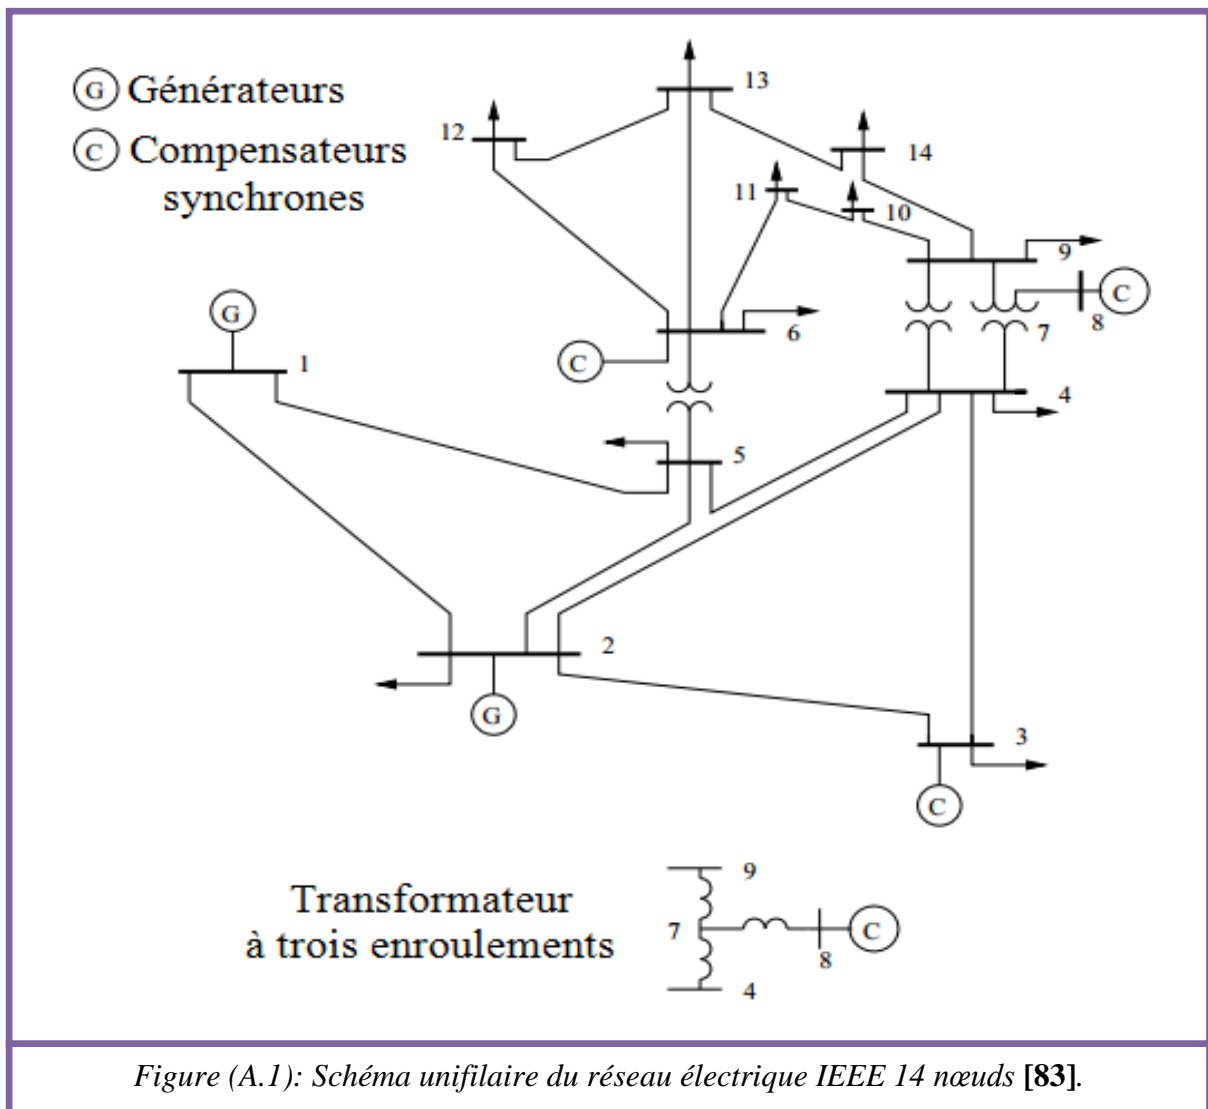 G Générateurs
C Compensateurs
synchrones
13
12
14
11
10
9
C
8
7
G
1
6
C
4
5
2
G
3
C
Transformateur
à trois enroulements
9
7
C
8
4
Figure (A.1): Schéma unifilaire du réseau électrique IEEE 14 nœuds [83].